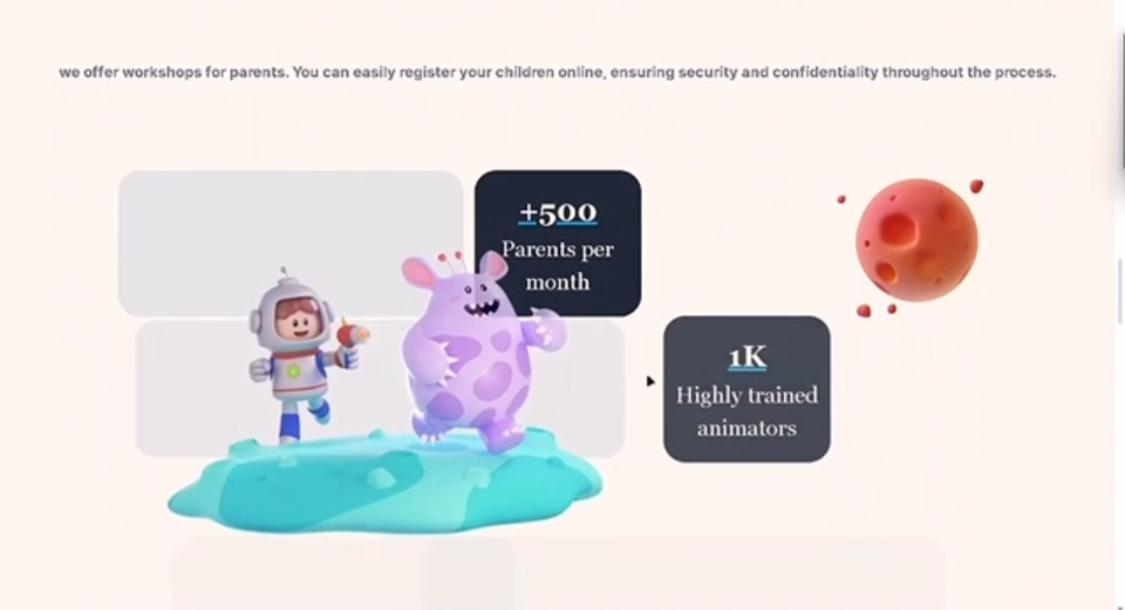 we offer workshops for parents. You can easily register your children online, ensuring security and confidentiality throughout the process.
+500
Parents per
month
1K
Highly trained
animators